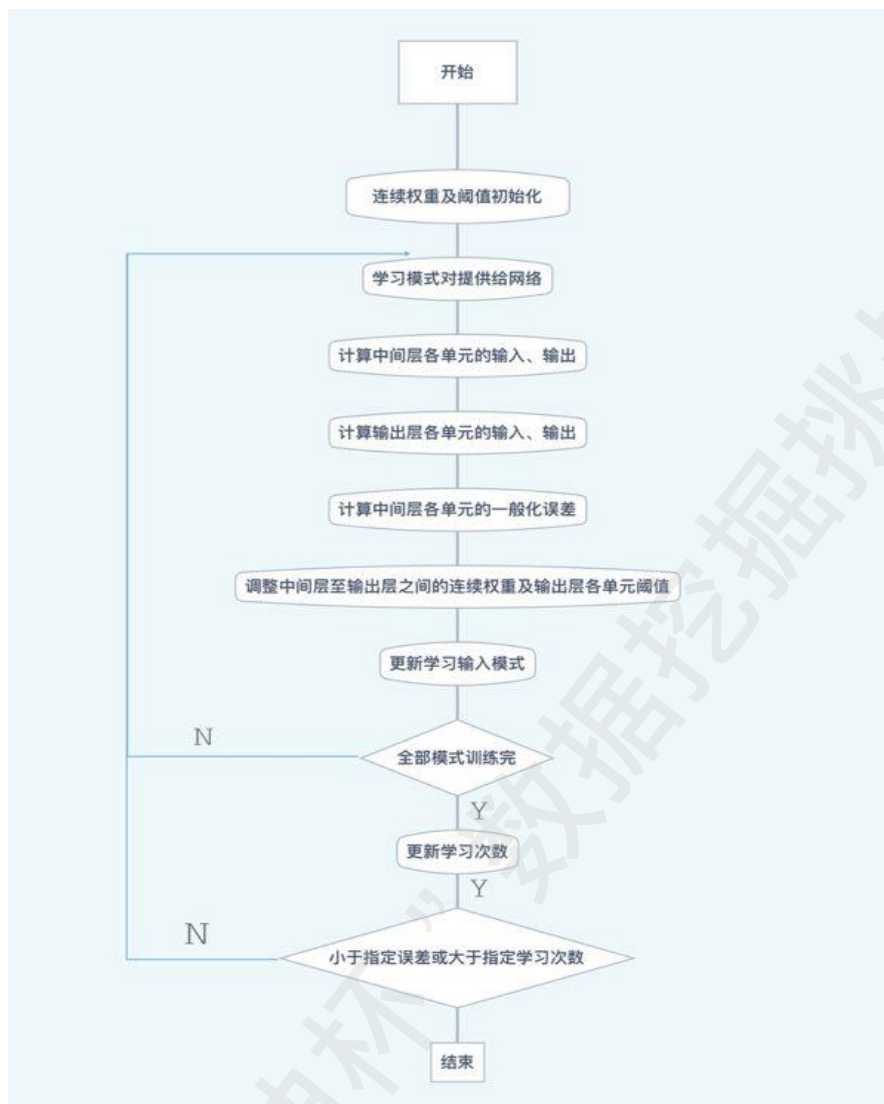 开始
连续权重及阈值初始化
学习模式对提供给网络
计算中间层各单元的输入、输出
计算输出层各单元的输入、输出
计算中间层各单元的一般化误差
调整中间层至输出层之间的连续权重及输出层各单元阈值
更新学习输入模式
N
全部模式训练完
Y
更新学习次数
Y
N
小于指定误差或大于指定学习次数
结束
杯”数据挖掘挑